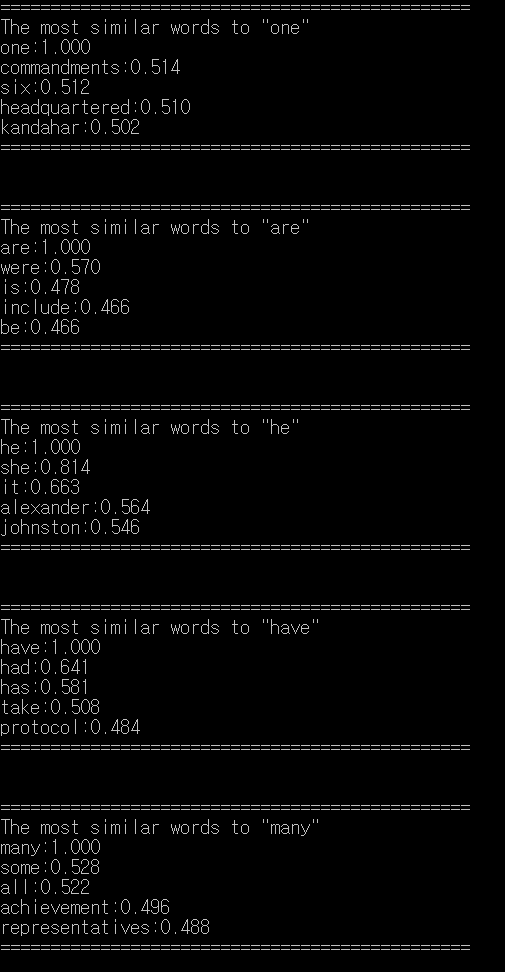 ===============================================
The most similar words to "one"
one:1.000
commandments:0.514
six:0.512
headquartered:0.510
kandahar:0.502
===============================================
===============================================
The most similar words to "are"
are:1.000
were:0.570
is:0.478
include:0.466
be:0.466
===============================================
===============================================
The most similar words to "he"
he:1.000
she:0.814
it:0.663
alexander:0.564
johnston:0.546
===============================================
===============================================
The most similar words to "have"
have:1.000
had:0.641
has:0.581
take:0.508
protocol:0.484
===============================================
===============================================
The most similar words to "many"
many:1.000
some:0.528
all:0.522
achievement:0.496
representatives:0.488
===============================================